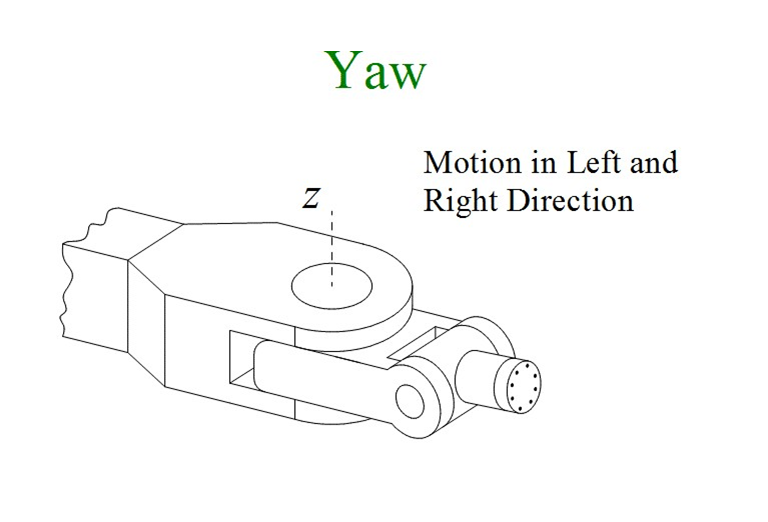 Yaw
Motion in Left and
Right Direction
z